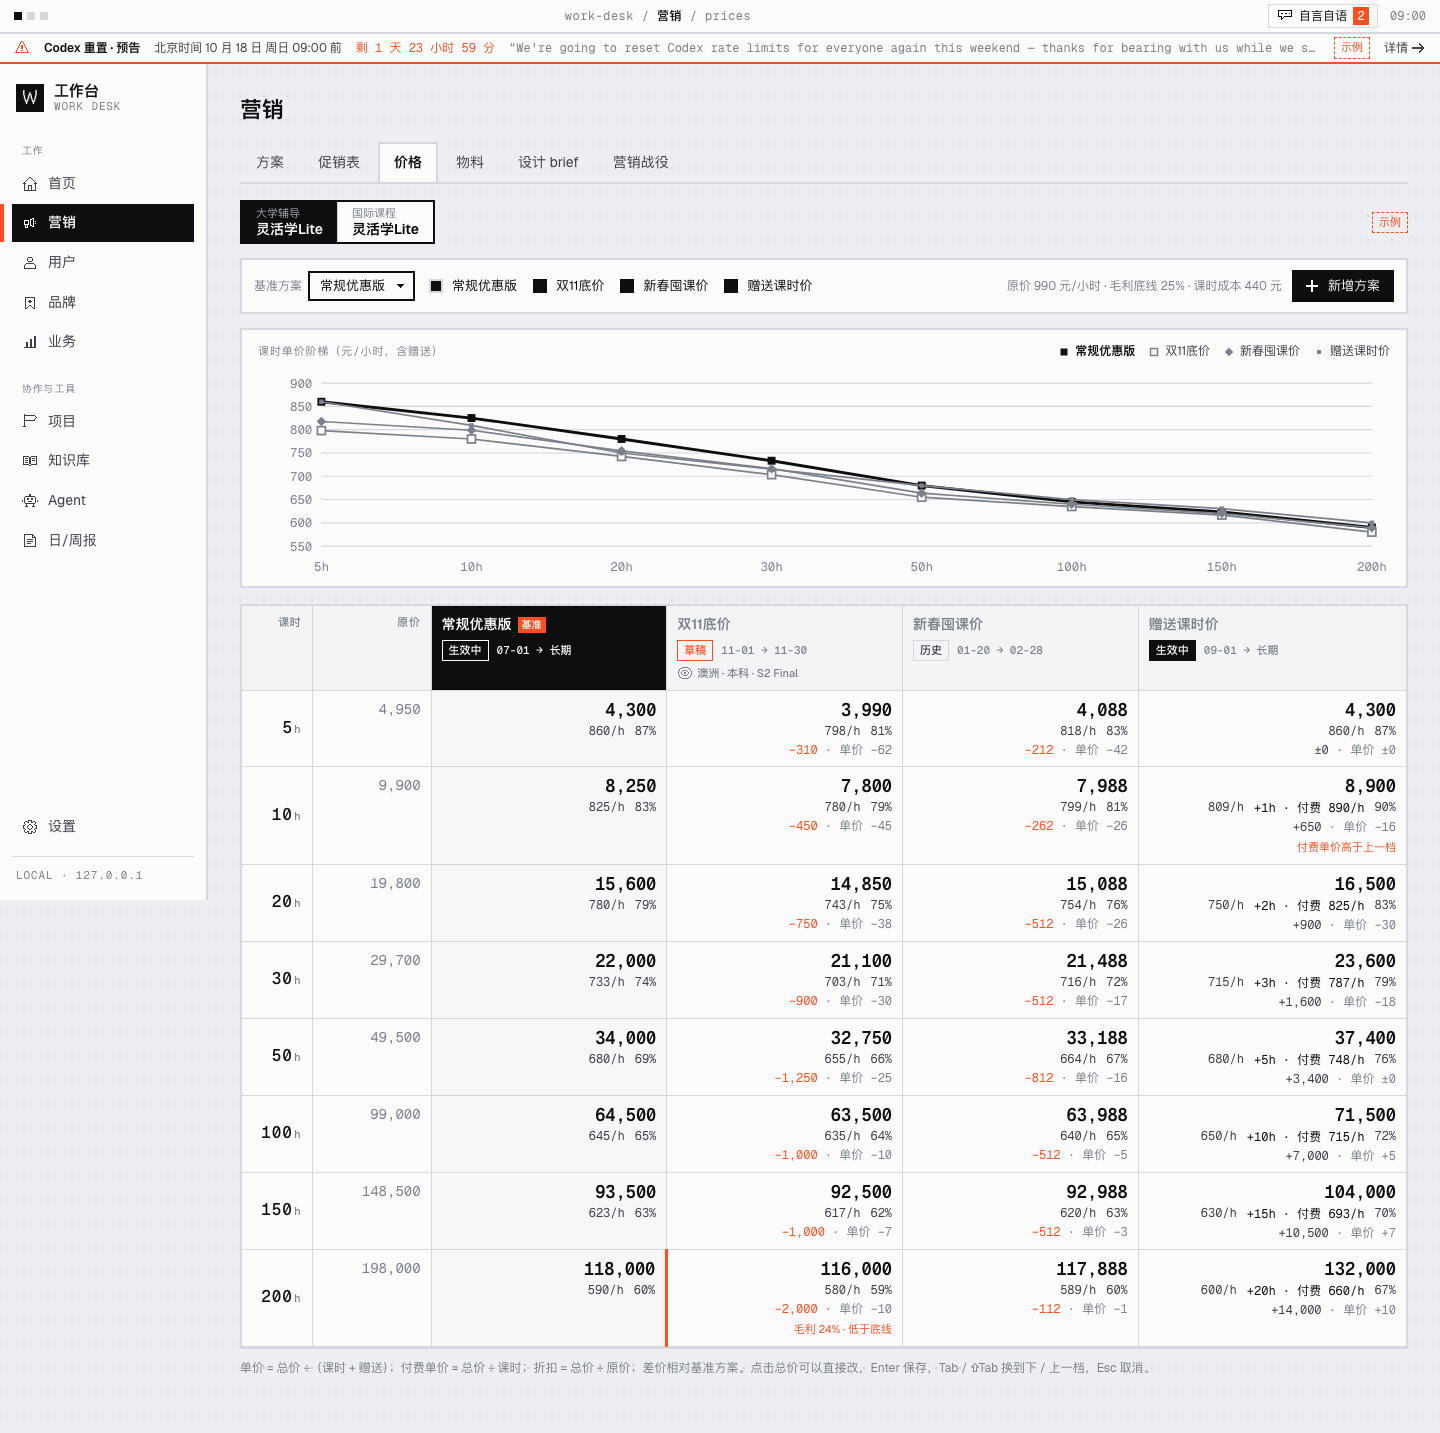 work-desk / 营销 / prices
自言自语 2
09:00
Codex 重置 · 预告 北京时间 10 月 18 日 周日 09:00 前 剩 1 天 23 小时 59 分 “We're going to reset Codex rate limits for everyone again this weekend — thanks for bearing with us while we s… 示例 详情 →
W 工作台
WORK DESK
工作
首页
营销
用户
品牌
业务
协作与工具
项目
知识库
Agent
日/周报
设置
LOCAL · 127.0.0.1
营销
方案 促销表 价格 物料 设计 brief 营销战役
大学辅导 国际课程
灵活学Lite 灵活学Lite
示例
基准方案 常规优惠版 常规优惠版 双11底价 新春囤课价 赠送课时价 原价 990 元/小时 · 毛利底线 25% · 课时成本 440 元 + 新增方案
课时单价阶梯（元/小时，含赠送） 常规优惠版 双11底价 新春囤课价 赠送课时价
900
850
800
750
700
650
600
550
5h 10h 20h 30h 50h 100h 150h 200h
课时 原价 常规优惠版 基准 双11底价 新春囤课价 赠送课时价
生效中 07-01 → 长期 草稿 11-01 → 11-30 历史 01-20 → 02-28 生效中 09-01 → 长期
澳洲 · 本科 · S2 Final
5h 4,950 4,300 3,990 4,088 4,300
860/h 87% 798/h 81% 818/h 83% 860/h 87%
−310 · 单价 −62 −212 · 单价 −42 ±0 · 单价 ±0
10h 9,900 8,250 7,800 7,988 8,900
825/h 83% 780/h 79% 799/h 81% 809/h +1h · 付费 890/h 90%
−450 · 单价 −45 −262 · 单价 −26 +650 · 单价 −16
付费单价高于上一档
20h 19,800 15,600 14,850 15,088 16,500
780/h 79% 743/h 75% 754/h 76% 750/h +2h · 付费 825/h 83%
−750 · 单价 −38 −512 · 单价 −26 +900 · 单价 −30
30h 29,700 22,000 21,100 21,488 23,600
733/h 74% 703/h 71% 716/h 72% 715/h +3h · 付费 787/h 79%
−900 · 单价 −30 −512 · 单价 −17 +1,600 · 单价 −18
50h 49,500 34,000 32,750 33,188 37,400
680/h 69% 655/h 66% 664/h 67% 680/h +5h · 付费 748/h 76%
−1,250 · 单价 −25 −812 · 单价 −16 +3,400 · 单价 ±0
100h 99,000 64,500 63,500 63,988 71,500
645/h 65% 635/h 64% 640/h 65% 650/h +10h · 付费 715/h 72%
−1,000 · 单价 −10 −512 · 单价 −5 +7,000 · 单价 +5
150h 148,500 93,500 92,500 92,988 104,000
623/h 63% 617/h 62% 620/h 63% 630/h +15h · 付费 693/h 70%
−1,000 · 单价 −7 −512 · 单价 −3 +10,500 · 单价 +7
200h 198,000 118,000 116,000 117,888 132,000
590/h 60% 580/h 59% 589/h 60% 600/h +20h · 付费 660/h 67%
−2,000 · 单价 −10 −112 · 单价 −1 +14,000 · 单价 +10
毛利 24% · 低于底线
单价 = 总价 ÷（课时 + 赠送）；付费单价 = 总价 ÷ 课时；折扣 = 总价 ÷ 原价；差价相对基准方案。点击总价可以直接改，Enter 保存，Tab / ⇧Tab 换到下 / 上一档，Esc 取消。